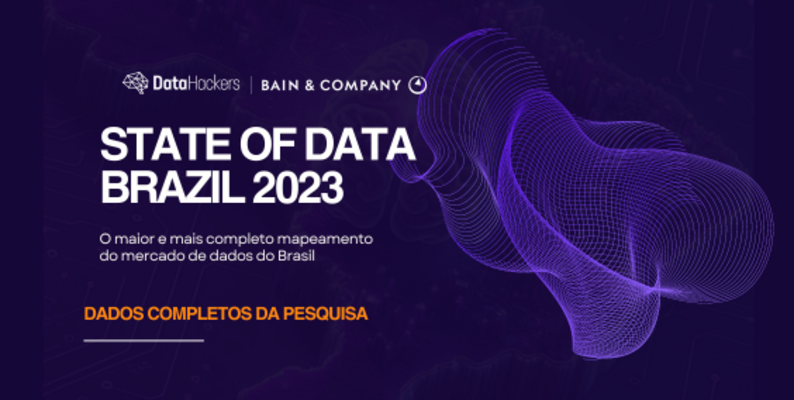 DataHackers | BAIN & COMPANY
STATE OF DATA
BRAZIL 2023
O maior e mais completo mapeamento
do mercado de dados do Brasil
DADOS COMPLETOS DA PESQUISA